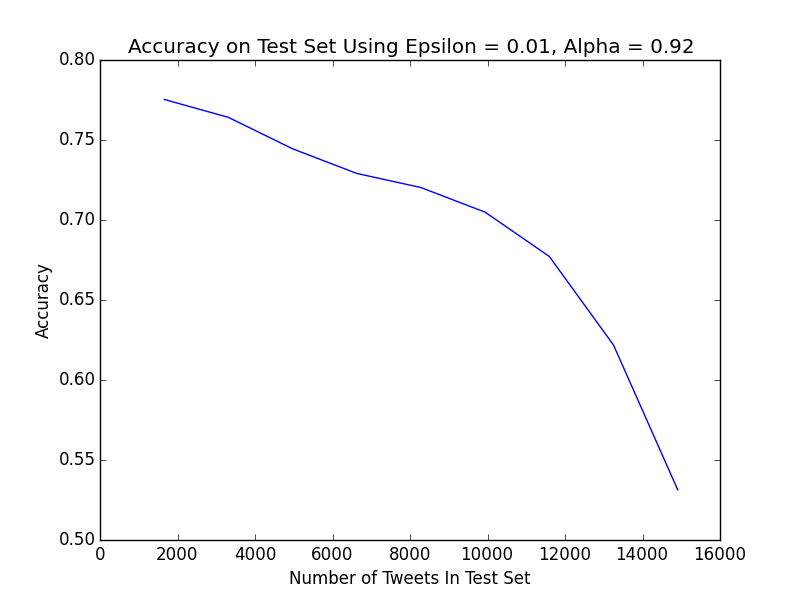 Accuracy on Test Set Using Epsilon = 0.01, Alpha = 0.92
0.80
0.75
0.70
0.65
0.60
0.55
0.50
Accuracy
0 2000 4000 6000 8000 10000 12000 14000 16000
Number of Tweets In Test Set